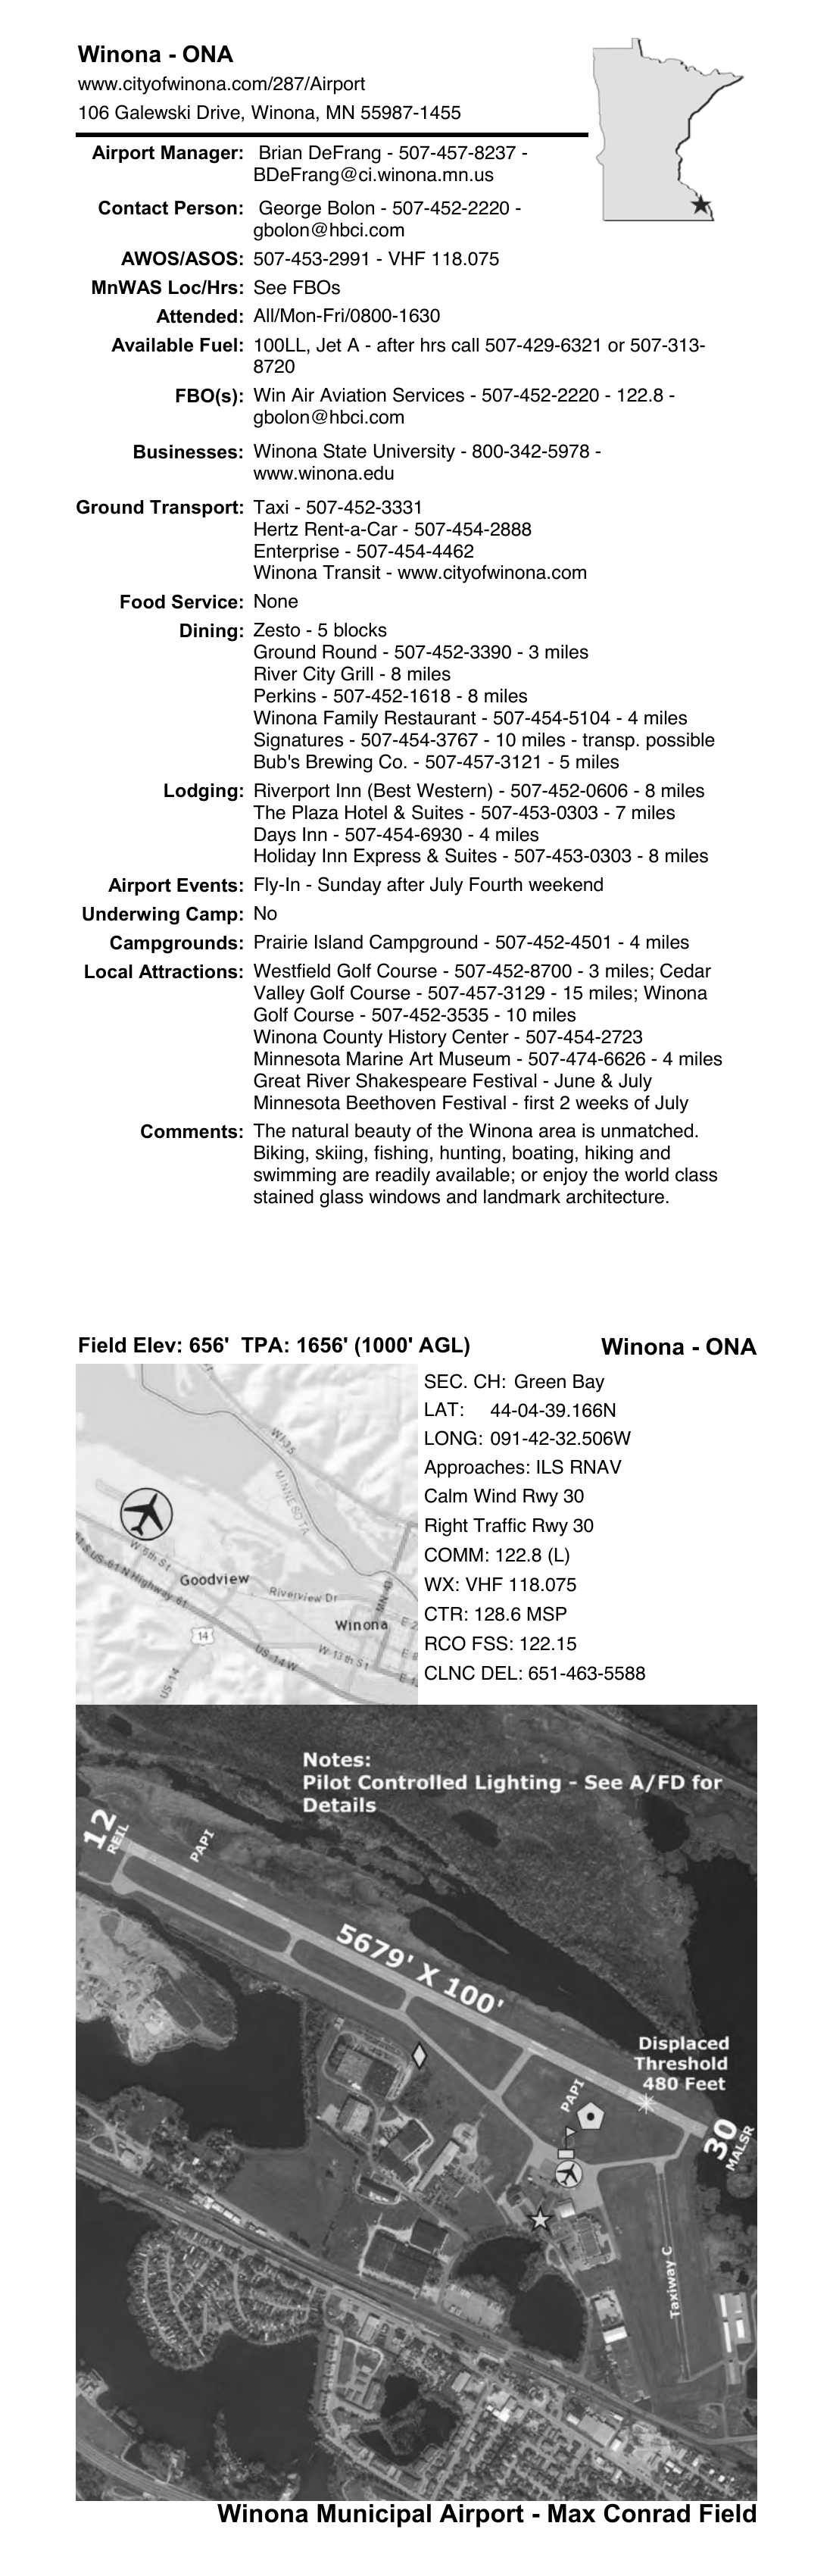 Winona - ONA
www.cityofwinona.com/287/Airport
106 Galewski Drive, Winona, MN 55987-1455
Airport Manager: Brian DeFrang - 507-457-8237 -
BDeFrang@ci.winona.mn.us
Contact Person: George Bolon - 507-452-2220 -
gbolon@hbci.com
AWOS/ASOS: 507-453-2991 - VHF 118.075
MnWAS Loc/Hrs: See FBOs
Attended: All/Mon-Fri/0800-1630
Available Fuel: 100LL, Jet A - after hrs call 507-429-6321 or 507-313-
8720
FBO(s): Win Air Aviation Services - 507-452-2220 - 122.8 -
gbolon@hbci.com
Businesses: Winona State University - 800-342-5978 -
www.winona.edu
Ground Transport: Taxi - 507-452-3331
Hertz Rent-a-Car - 507-454-2888
Enterprise - 507-454-4462
Winona Transit - www.cityofwinona.com
Food Service: None
Dining: Zesto - 5 blocks
Ground Round - 507-452-3390 - 3 miles
River City Grill - 8 miles
Perkins - 507-452-1618 - 8 miles
Winona Family Restaurant - 507-454-5104 - 4 miles
Signatures - 507-454-3767 - 10 miles - transp. possible
Bub's Brewing Co. - 507-457-3121 - 5 miles
Lodging: Riverport Inn (Best Western) - 507-452-0606 - 8 miles
The Plaza Hotel & Suites - 507-453-0303 - 7 miles
Days Inn - 507-454-6930 - 4 miles
Holiday Inn Express & Suites - 507-453-0303 - 8 miles
Airport Events: Fly-In - Sunday after July Fourth weekend
Underwing Camp: No
Campgrounds: Prairie Island Campground - 507-452-4501 - 4 miles
Local Attractions: Westfield Golf Course - 507-452-8700 - 3 miles; Cedar
Valley Golf Course - 507-457-3129 - 15 miles; Winona
Golf Course - 507-452-3535 - 10 miles
Winona County History Center - 507-454-2723
Minnesota Marine Art Museum - 507-474-6626 - 4 miles
Great River Shakespeare Festival - June & July
Minnesota Beethoven Festival - first 2 weeks of July
Comments: The natural beauty of the Winona area is unmatched.
Biking, skiing, fishing, hunting, boating, hiking and
swimming are readily available; or enjoy the world class
stained glass windows and landmark architecture.
Field Elev: 656' TPA: 1656' (1000' AGL)
Winona - ONA
WI-35
MINNESOTA
W 6th St
US-61 N Highway 61
Goodview
Riverview Dr
MN-43
Winona
14
US-14 W
W 13th St
US-14
SEC. CH: Green Bay
LAT: 44-04-39.166N
LONG: 091-42-32.506W
Approaches: ILS RNAV
Calm Wind Rwy 30
Right Traffic Rwy 30
COMM: 122.8 (L)
WX: VHF 118.075
CTR: 128.6 MSP
RCO FSS: 122.15
CLNC DEL: 651-463-5588
Notes:
Pilot Controlled Lighting - See A/FD for
Details
12
REIL
PAPI
5679' X 100'
Displaced
Threshold
480 Feet
PAPI
30
MALSR
Taxiway C
Winona Municipal Airport - Max Conrad Field